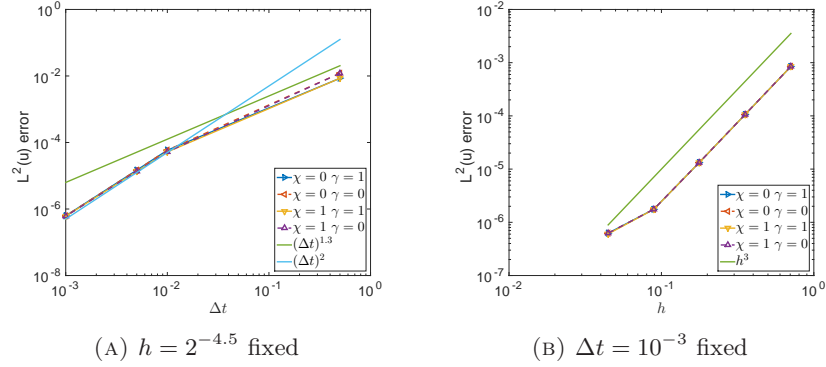 10^0
10^-2
10^-4
10^-6
10^-8
L^2(u) error
10^-3
10^-2
10^-1
10^0
Δt
χ = 0 γ = 1
χ = 0 γ = 0
χ = 1 γ = 1
χ = 1 γ = 0
(Δt)^1.3
(Δt)^2
(A) h = 2^-4.5 fixed
10^-2
10^-3
10^-4
10^-5
10^-6
10^-7
L^2(u) error
10^-2
10^-1
10^0
h
χ = 0 γ = 1
χ = 0 γ = 0
χ = 1 γ = 1
χ = 1 γ = 0
h^3
(B) Δt = 10^-3 fixed